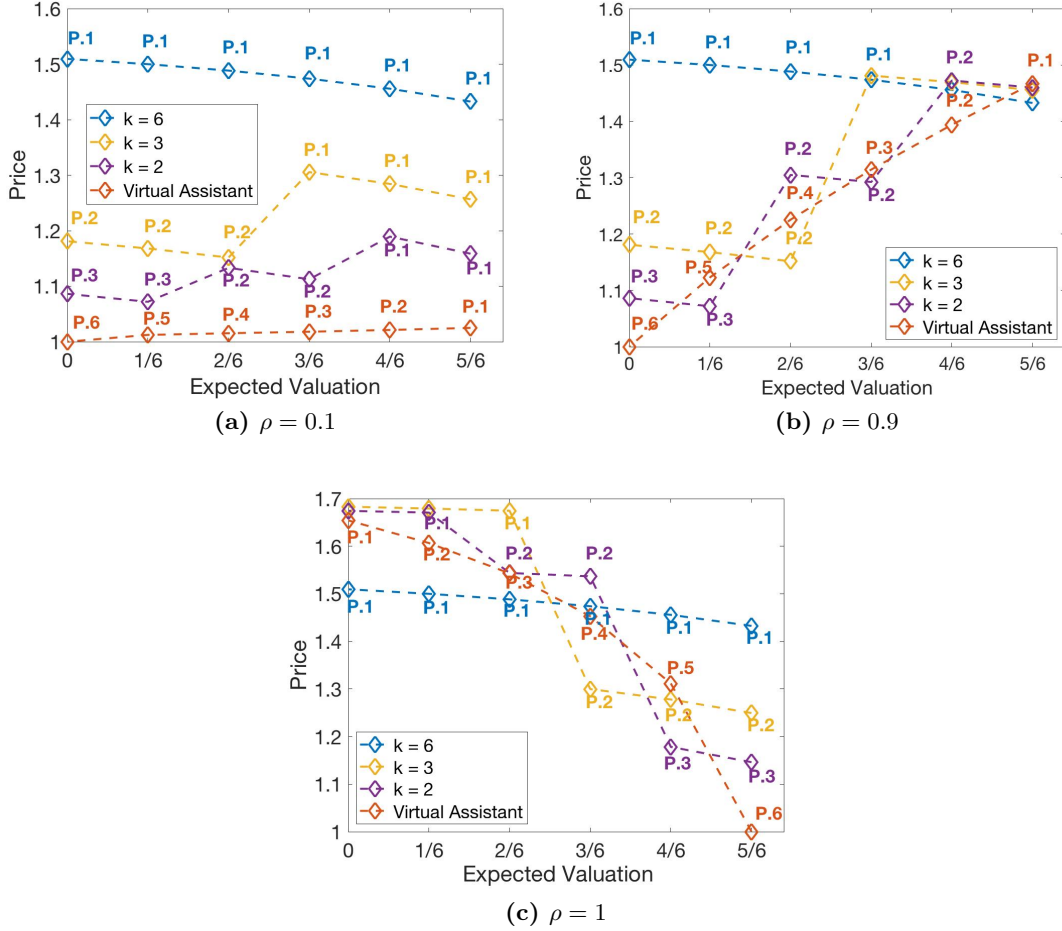 1.6
1.5
1.4
1.3
1.2
1.1
1
Price
P.1 P.1 P.1 P.1 P.1 P.1
P.2 P.2 P.2 P.1 P.1 P.1
P.3 P.3 P.2 P.2 P.1 P.1
P.6 P.5 P.4 P.3 P.2 P.1
k = 6
k = 3
k = 2
Virtual Assistant
0 1/6 2/6 3/6 4/6 5/6
Expected Valuation
(a) ρ = 0.1
1.6
1.5
1.4
1.3
1.2
1.1
1
Price
P.1 P.1 P.1 P.1 P.2 P.1
P.2 P.2 P.2
P.3 P.3 P.2 P.2
P.6 P.5 P.4 P.3 P.2
k = 6
k = 3
k = 2
Virtual Assistant
0 1/6 2/6 3/6 4/6 5/6
Expected Valuation
(b) ρ = 0.9
1.7
1.6
1.5
1.4
1.3
1.2
1.1
1
Price
P.1 P.1 P.1 P.1 P.1 P.1
P.1 P.2 P.2 P.2
P.1 P.2 P.2 P.3 P.3
P.1 P.2 P.3 P.4 P.5 P.6
k = 6
k = 3
k = 2
Virtual Assistant
0 1/6 2/6 3/6 4/6 5/6
Expected Valuation
(c) ρ = 1